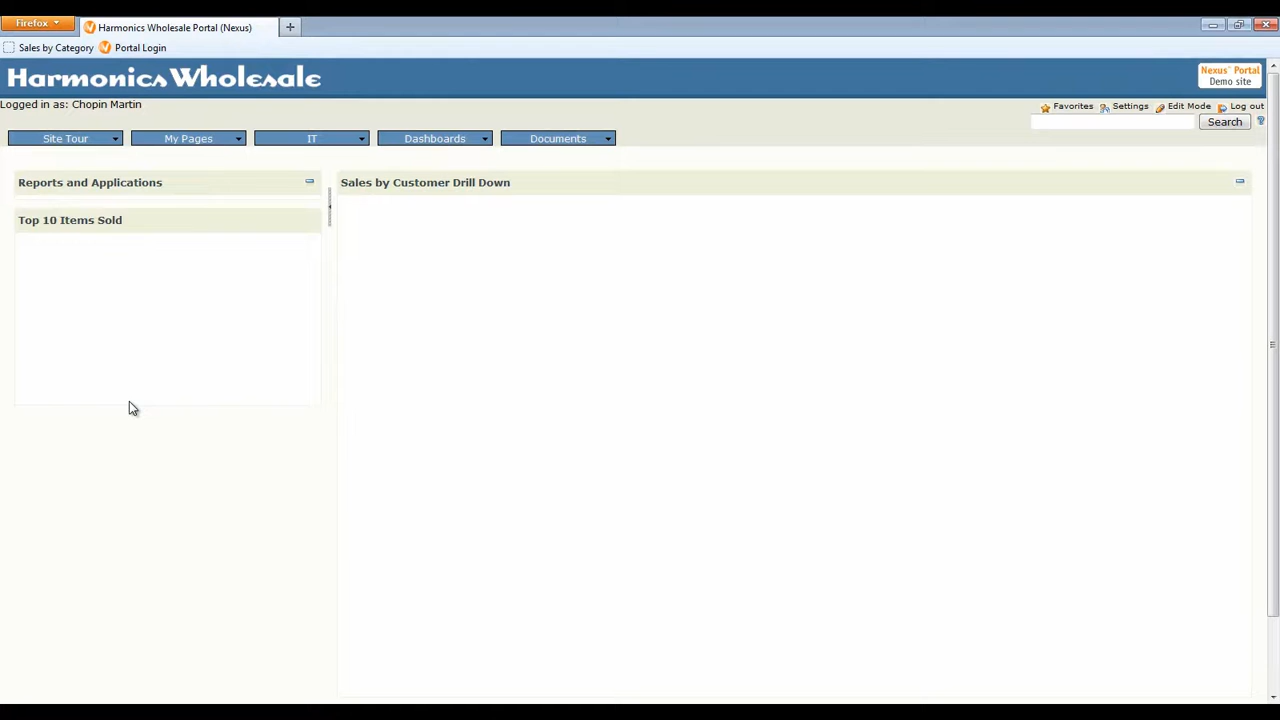 Firefox
Harmonics Wholesale Portal (Nexus)
Sales by Category
Portal Login
Harmonics Wholesale
Nexus Portal
Demo site
Logged in as: Chopin Martin
Favorites
Settings
Edit Mode
Log out
Search
?
Site Tour
My Pages
IT
Dashboards
Documents
Reports and Applications
Sales by Customer Drill Down
Top 10 Items Sold